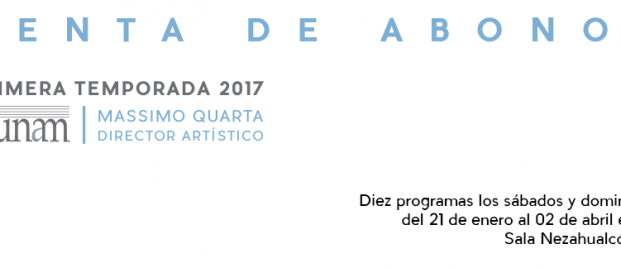 ENTA DE ABONO
IMERA TEMPORADA 2017
unam
MASSIMO QUARTA
DIRECTOR ARTÍSTICO
Diez programas los sábados y domin
del 21 de enero al 02 de abril e
Sala Nezahualcó